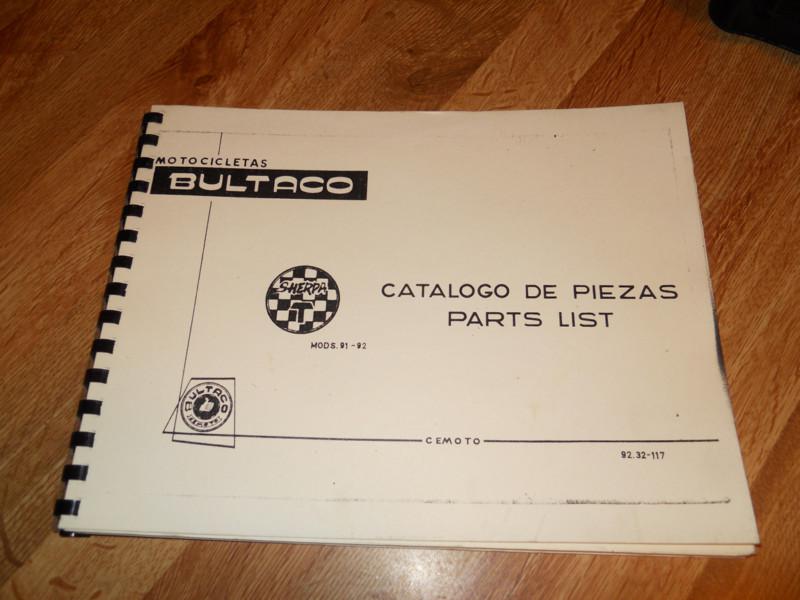 MOTOCICLETAS
BULTACO
SHERPA
T
CATALOGO DE PIEZAS
PARTS LIST
MODS. 91-92
BULTACO
CEMOTO
92.32-117